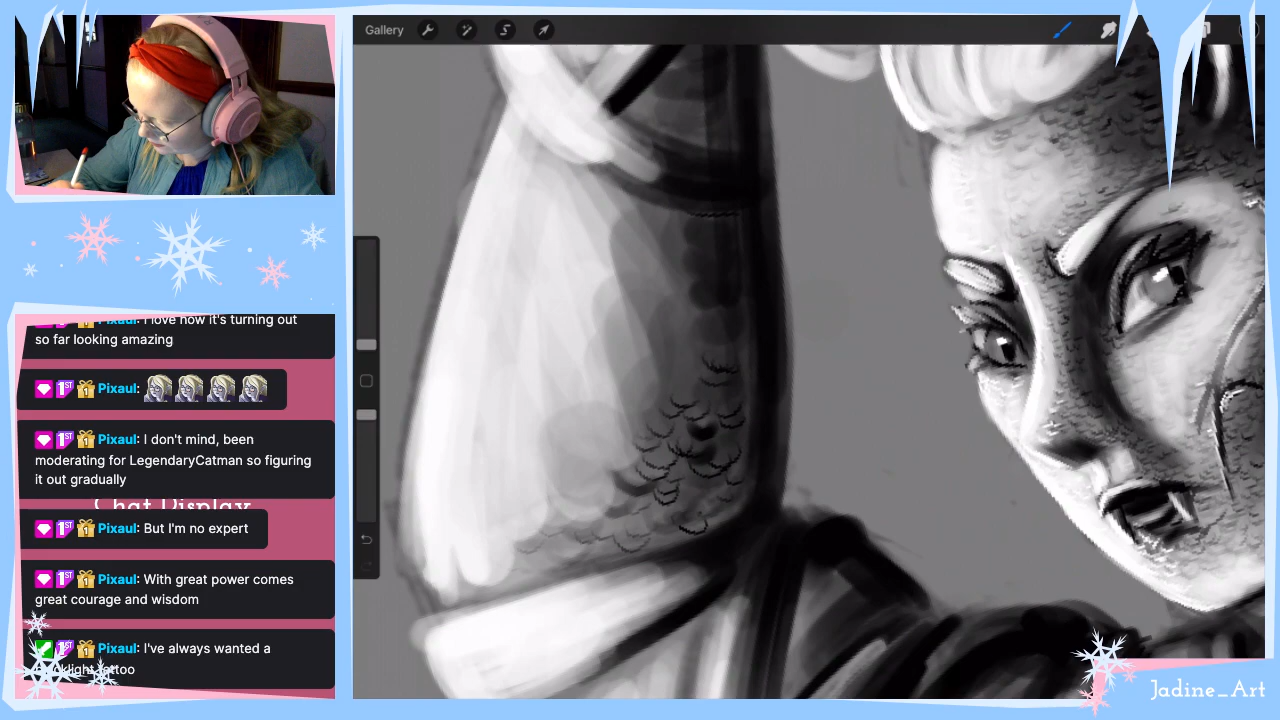 Gallery
Pixaul: I love how it's turning out
so far looking amazing
Pixaul:
Pixaul: I don't mind, been
moderating for LegendaryCatman so figuring
it out gradually
Chat Display
Pixaul: But I'm no expert
Pixaul: With great power comes
great courage and wisdom
Pixaul: I've always wanted a
tattoo
Jadine_Art